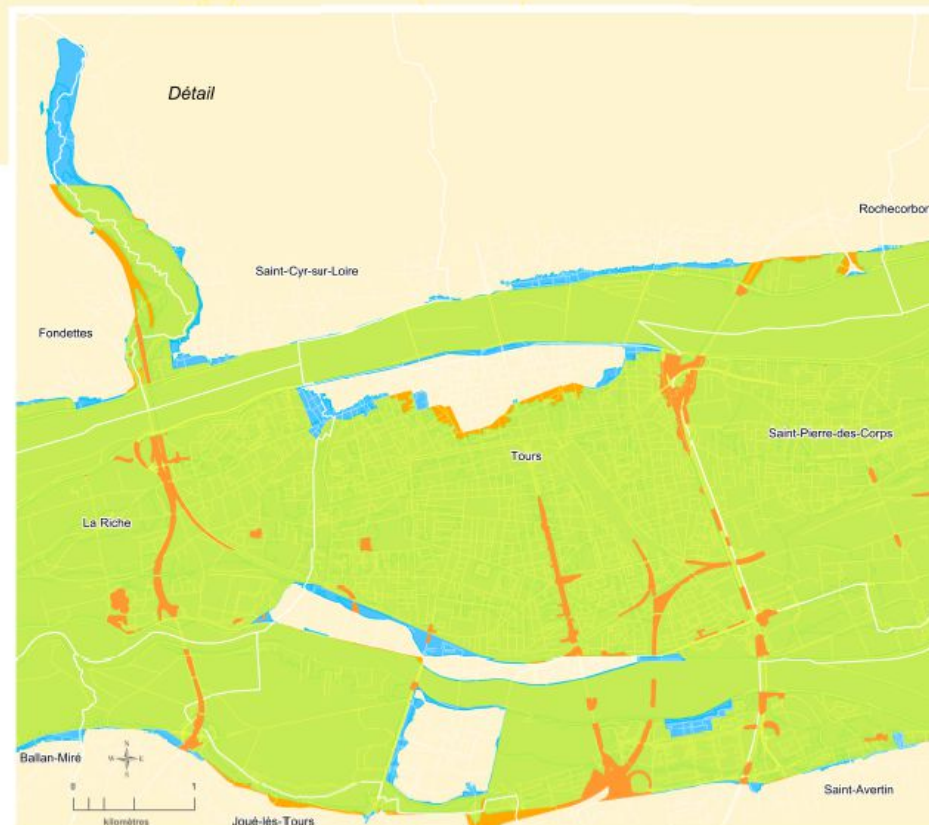 Détail
Rochecorbon
Saint-Cyr-sur-Loire
Fondettes
Saint-Pierre-des-Corps
Tours
La Riche
Ballan-Miré
N
W E
S
0 1
kilomètres
Saint-Avertin
Joué-lès-Tours